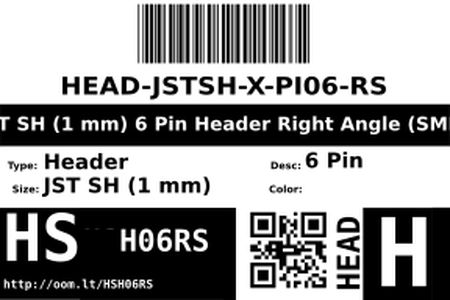 HEAD-JSTSH-X-PI06-RS
T SH (1 mm) 6 Pin Header Right Angle (SM
Type: Header
Desc: 6 Pin
Size: JST SH (1 mm)
Color:
HS
H06RS
HEAD
H
http://oom.lt/HSH06RS